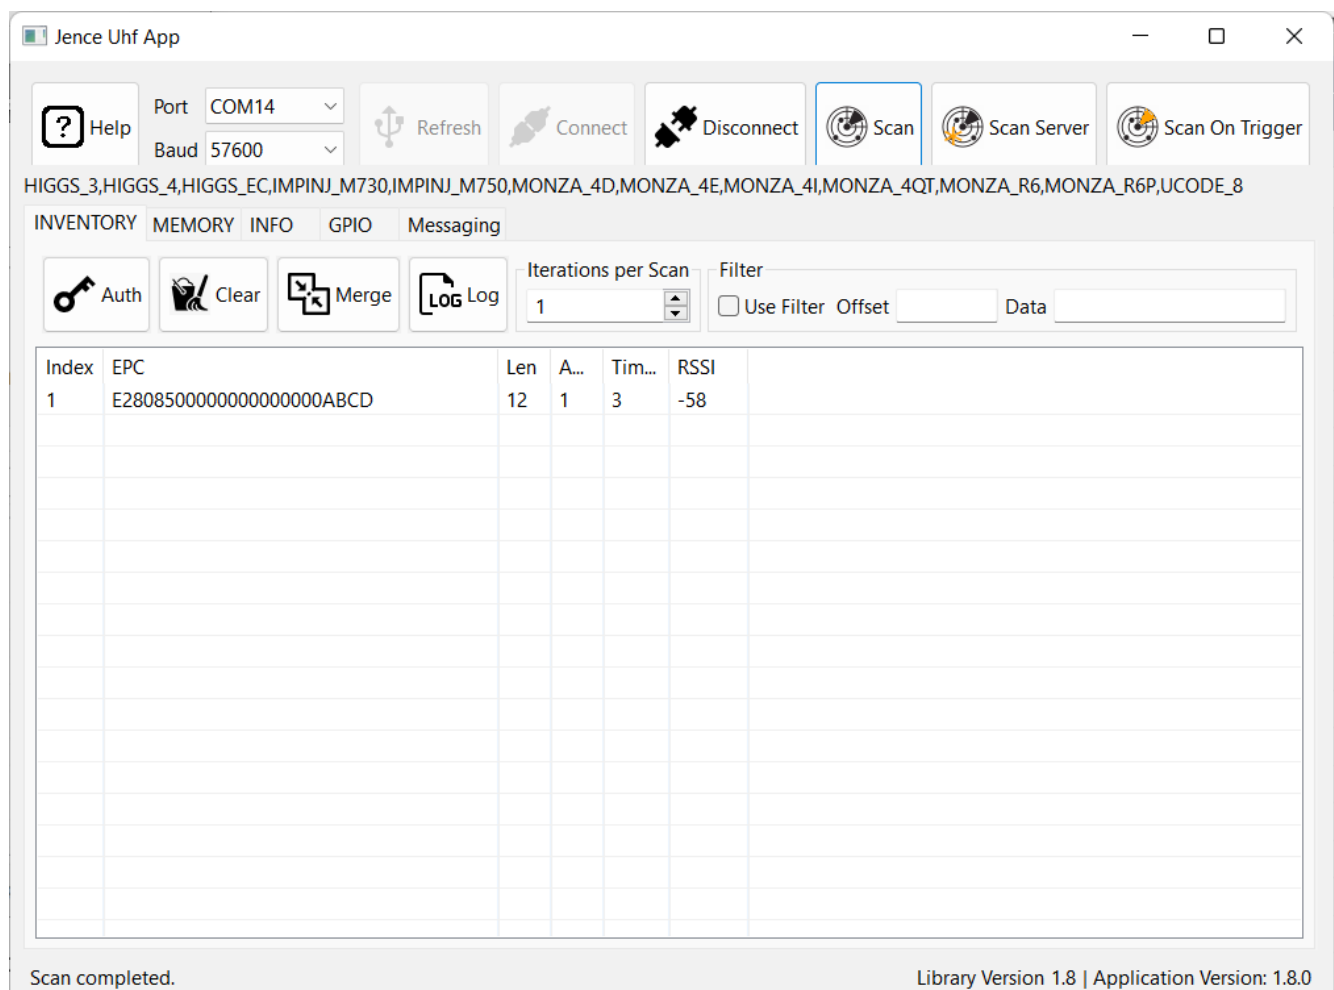 Jence Uhf App
? Help
Port COM14
Baud 57600
Refresh
Connect
Disconnect
Scan
Scan Server
Scan On Trigger
HIGGS_3,HIGGS_4,HIGGS_EC,IMPINJ_M730,IMPINJ_M750,MONZA_4D,MONZA_4E,MONZA_4I,MONZA_4QT,MONZA_R6,MONZA_R6P,UCODE_8
INVENTORY MEMORY INFO GPIO Messaging
Auth
Clear
Merge
LOG Log
Iterations per Scan
1
Filter
Use Filter Offset Data
Index EPC Len A... Tim... RSSI
1 E2808500000000000000ABCD 12 1 3 -58
Scan completed.
Library Version 1.8 | Application Version: 1.8.0